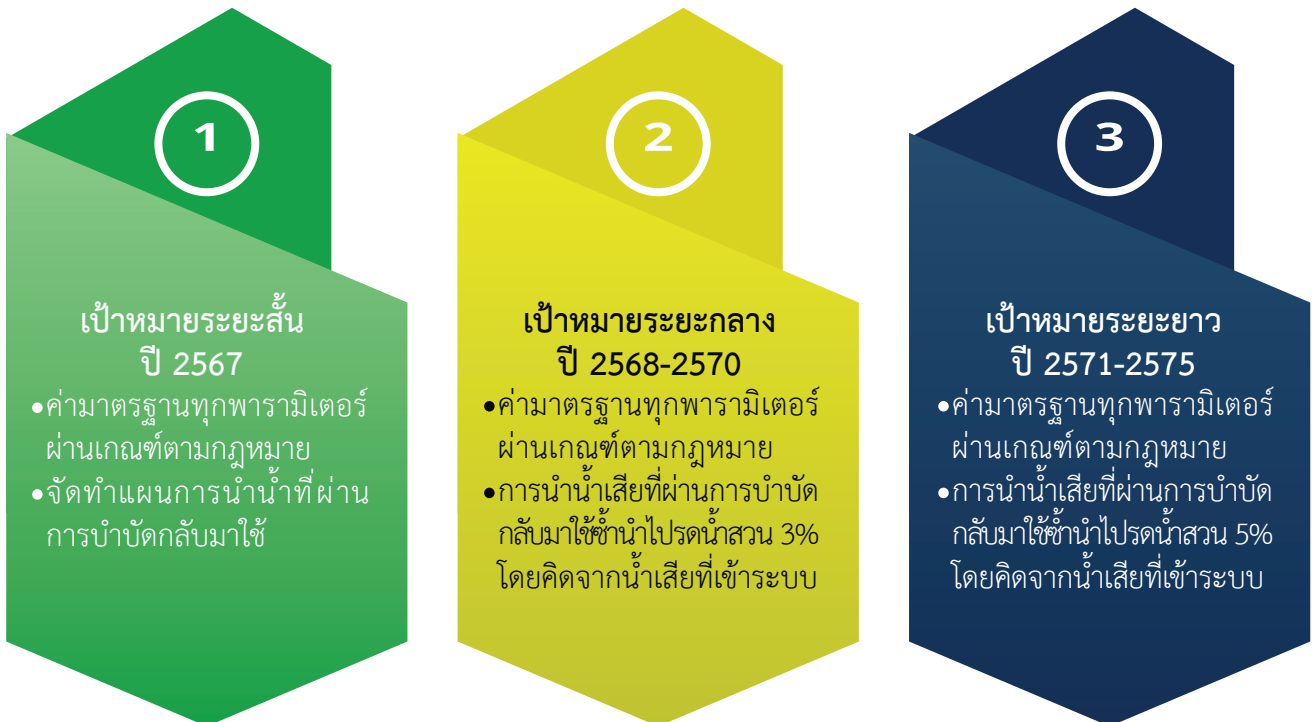 1
เป้าหมายระยะสั้น
ปี 2567
•ค่ามาตรฐานทุกพารามิเตอร์
ผ่านเกณฑ์ตามกฎหมาย
•จัดทำแผนการนำน้ำที่ผ่าน
การบำบัดกลับมาใช้
2
เป้าหมายระยะกลาง
ปี 2568-2570
•ค่ามาตรฐานทุกพารามิเตอร์
ผ่านเกณฑ์ตามกฎหมาย
•การนำน้ำเสียที่ผ่านการบำบัด
กลับมาใช้ซ้ำนำไปรดน้ำสวน 3%
โดยคิดจากน้ำเสียที่เข้าระบบ
3
เป้าหมายระยะยาว
ปี 2571-2575
•ค่ามาตรฐานทุกพารามิเตอร์
ผ่านเกณฑ์ตามกฎหมาย
•การนำน้ำเสียที่ผ่านการบำบัด
กลับมาใช้ซ้ำนำไปรดน้ำสวน 5%
โดยคิดจากน้ำเสียที่เข้าระบบ